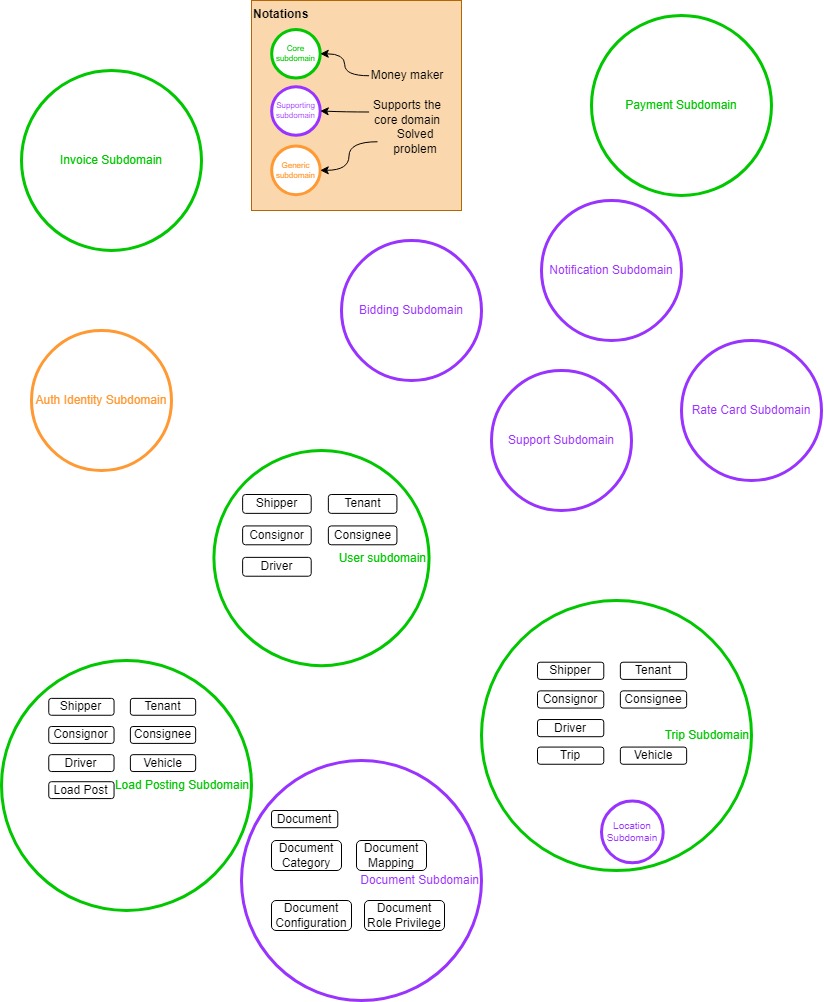 Notations
Core
subdomain
Money maker
Supporting
subdomain
Supports the
core domain
Solved
problem
Generic
subdomain
Payment Subdomain
Invoice Subdomain
Notification Subdomain
Bidding Subdomain
Auth Identity Subdomain
Rate Card Subdomain
Support Subdomain
Shipper
Tenant
Consignor
Consignee
User subdomain
Driver
Shipper
Tenant
Consignor
Consignee
Driver
Trip Subdomain
Trip
Vehicle
Location
Subdomain
Shipper
Tenant
Consignor
Consignee
Driver
Vehicle
Load Posting Subdomain
Load Post
Document
Document
Category
Document
Mapping
Document Subdomain
Document
Configuration
Document
Role Privilege